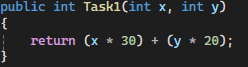 public int Task1(int x, int y)
{
    return (x * 30) + (y * 20);
}